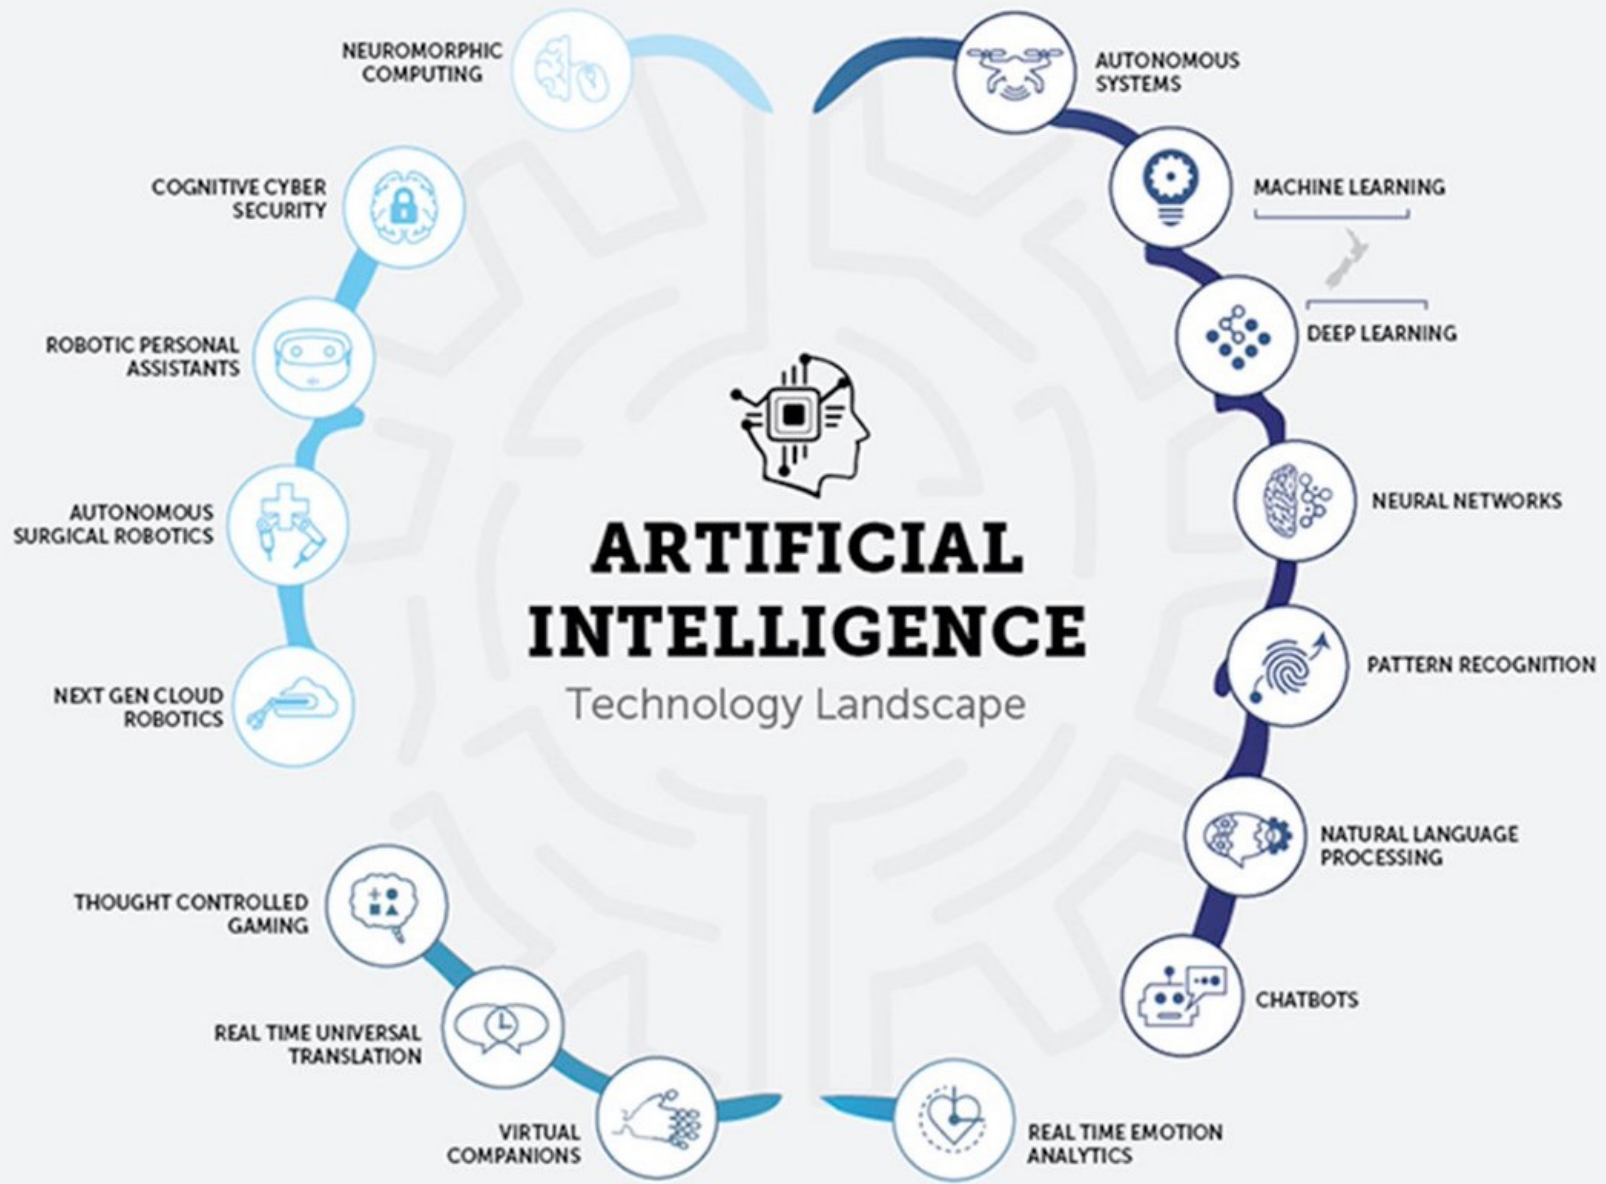 NEUROMORPHIC
COMPUTING
AUTONOMOUS
SYSTEMS
COGNITIVE CYBER
SECURITY
MACHINE LEARNING
ROBOTIC PERSONAL
ASSISTANTS
DEEP LEARNING
AUTONOMOUS
SURGICAL ROBOTICS
NEURAL NETWORKS
ARTIFICIAL
INTELLIGENCE
Technology Landscape
NEXT GEN CLOUD
ROBOTICS
PATTERN RECOGNITION
NATURAL LANGUAGE
PROCESSING
THOUGHT CONTROLLED
GAMING
CHATBOTS
REAL TIME UNIVERSAL
TRANSLATION
VIRTUAL
COMPANIONS
REAL TIME EMOTION
ANALYTICS